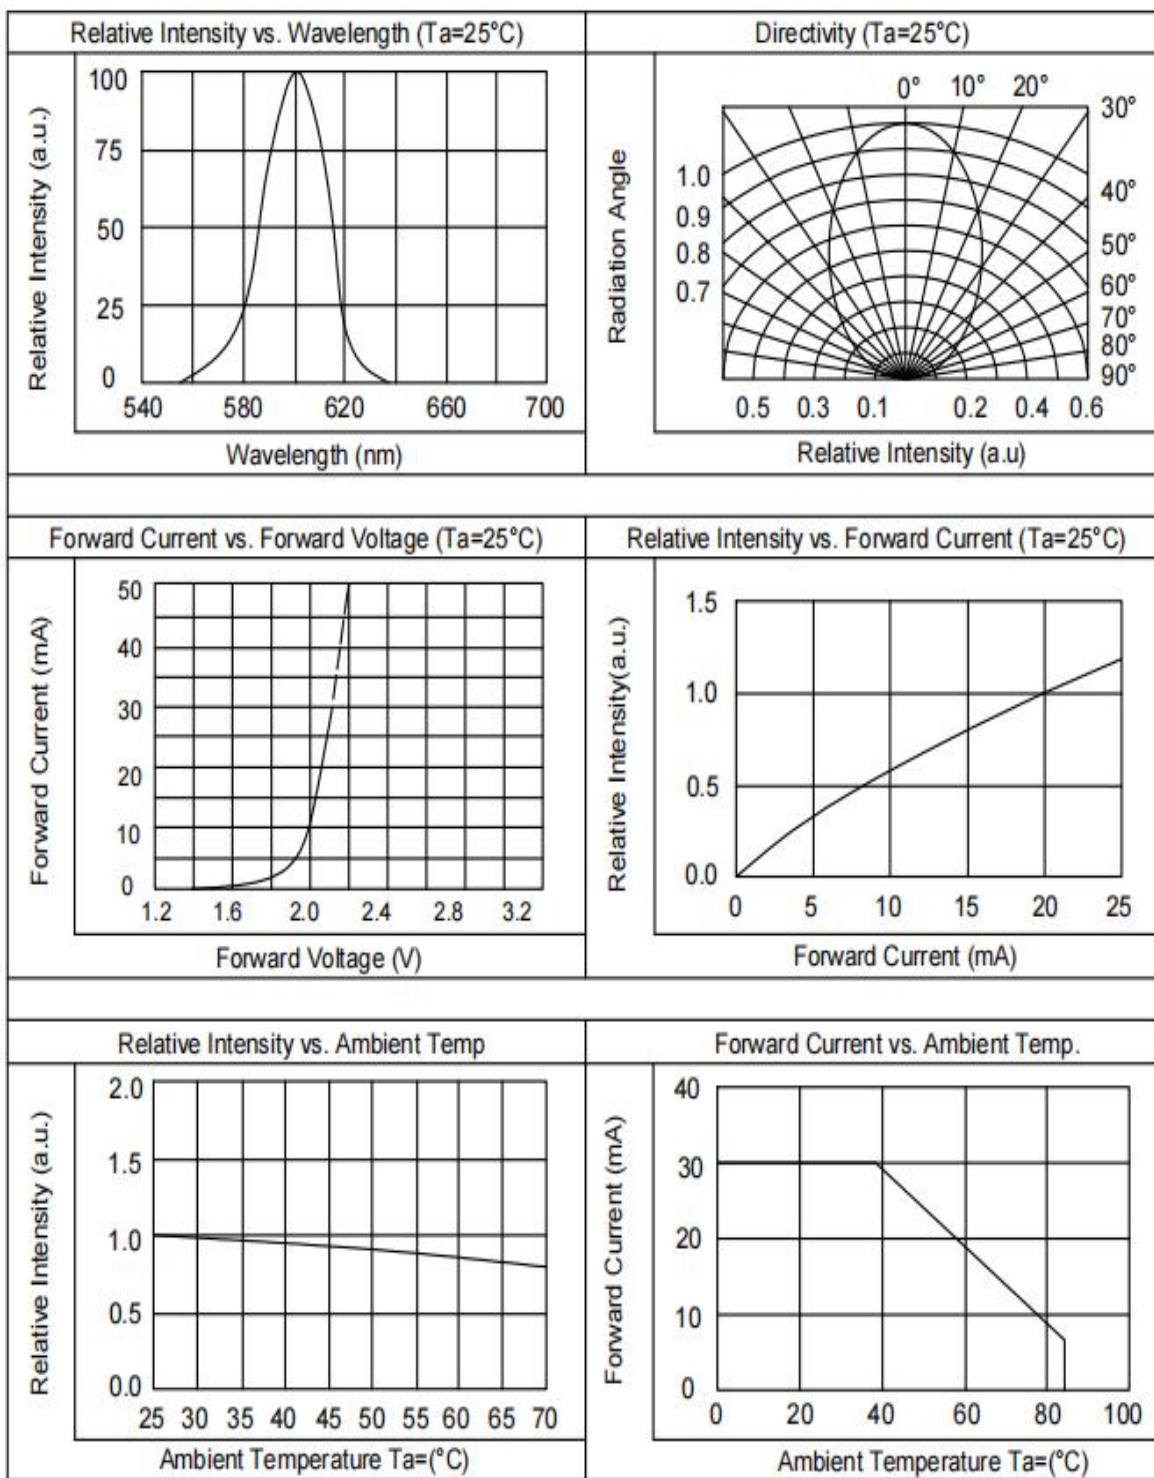 Relative Intensity vs. Wavelength (Ta=25°C)
Relative Intensity (a.u.)
100
75
50
25
0
540 580 620 660 700
Wavelength (nm)
Directivity (Ta=25°C)
Radiation Angle
0° 10° 20°
30°
40°
50°
60°
70°
80°
90°
1.0
0.9
0.8
0.7
0.5 0.3 0.1 0.2 0.4 0.6
Relative Intensity (a.u)
Forward Current vs. Forward Voltage (Ta=25°C)
Forward Current (mA)
50
40
30
20
10
0
1.2 1.6 2.0 2.4 2.8 3.2
Forward Voltage (V)
Relative Intensity vs. Forward Current (Ta=25°C)
Relative Intensity(a.u.)
1.5
1.0
0.5
0.0
0 5 10 15 20 25
Forward Current (mA)
Relative Intensity vs. Ambient Temp
Relative Intensity (a.u.)
2.0
1.5
1.0
0.5
0.0
25 30 35 40 45 50 55 60 65 70
Ambient Temperature Ta=(°C)
Forward Current vs. Ambient Temp.
Forward Current (mA)
40
30
20
10
0
0 20 40 60 80 100
Ambient Temperature Ta=(°C)